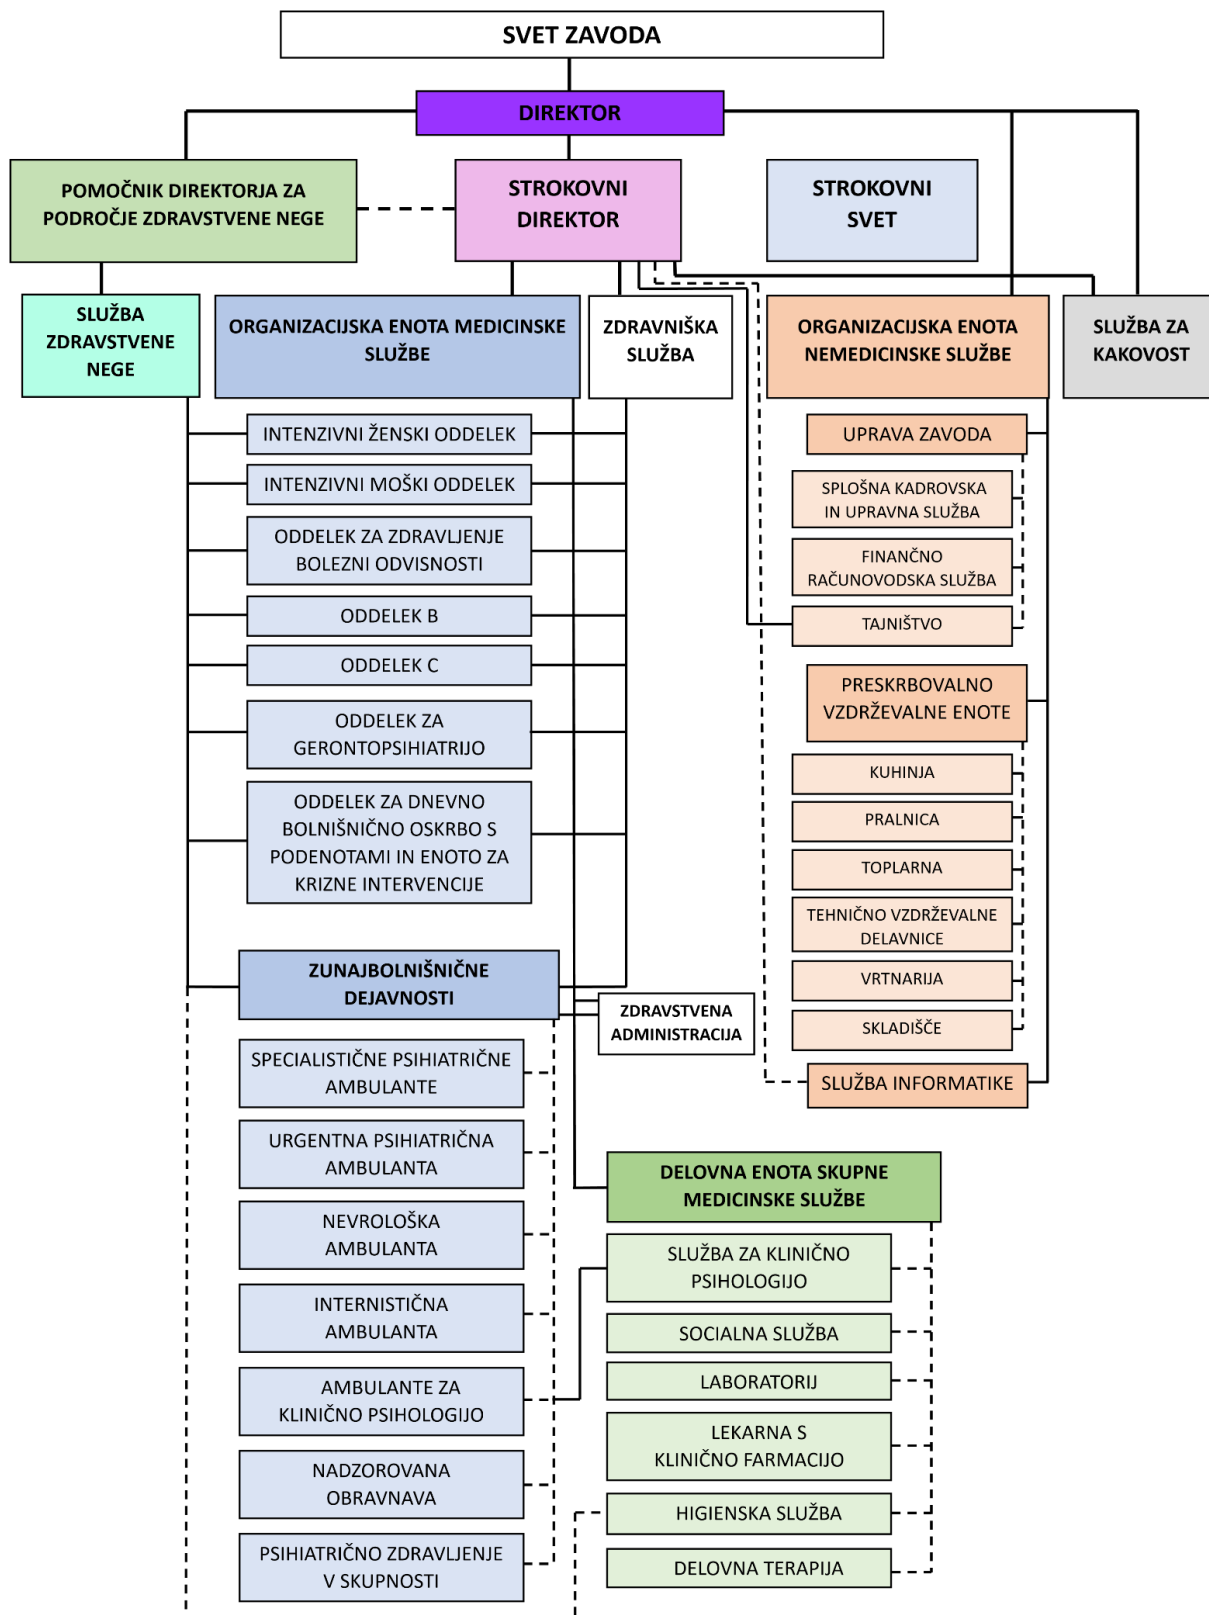 SVET ZAVODA
DIREKTOR
POMOČNIK DIREKTORJA ZA
PODROČJE ZDRAVSTVENE NEGE
STROKOVNI
DIREKTOR
STROKOVNI
SVET
SLUŽBA
ZDRAVSTVENE
NEGE
ORGANIZACIJSKA ENOTA MEDICINSKE
SLUŽBE
ZDRAVNIŠKA
SLUŽBA
ORGANIZACIJSKA ENOTA
NEMEDICINSKE SLUŽBE
SLUŽBA ZA
KAKOVOST
INTENZIVNI ŽENSKI ODDELEK
INTENZIVNI MOŠKI ODDELEK
ODDELEK ZA ZDRAVLJENJE
BOLEZNI ODVISNOSTI
ODDELEK B
ODDELEK C
ODDELEK ZA
GERONTOPSIHIATRIJO
ODDELEK ZA DNEVNO
BOLNIŠNIČNO OSKRBO S
PODENOTAMI IN ENOTO ZA
KRIZNE INTERVENCIJE
UPRAVA ZAVODA
SPLOŠNA KADROVSKA
IN UPRAVNA SLUŽBA
FINANČNO
RAČUNOVODSKA SLUŽBA
TAJNIŠTVO
PRESKRBOVALNO
VZDRŽEVALNE ENOTE
KUHINJA
PRALNICA
TOPLARNA
TEHNIČNO VZDRŽEVALNE
DELAVNICE
VRTNARIJA
SKLADIŠČE
SLUŽBA INFORMATIKE
ZUNAJBOLNIŠNIČNE
DEJAVNOSTI
ZDRAVSTVENA
ADMINISTRACIJA
SPECIALISTIČNE PSIHIATRIČNE
AMBULANTE
URGENTNA PSIHIATRIČNA
AMBULANTA
NEVROLOŠKA
AMBULANTA
INTERNISTIČNA
AMBULANTA
AMBULANTE ZA
KLINIČNO PSIHOLOGIJO
NADZOROVANA
OBRAVNAVA
PSIHIATRIČNO ZDRAVLJENJE
V SKUPNOSTI
DELOVNA ENOTA SKUPNE
MEDICINSKE SLUŽBE
SLUŽBA ZA KLINIČNO
PSIHOLOGIJO
SOCIALNA SLUŽBA
LABORATORIJ
LEKARNA S
KLINIČNO FARMACIJO
HIGIENSKA SLUŽBA
DELOVNA TERAPIJA